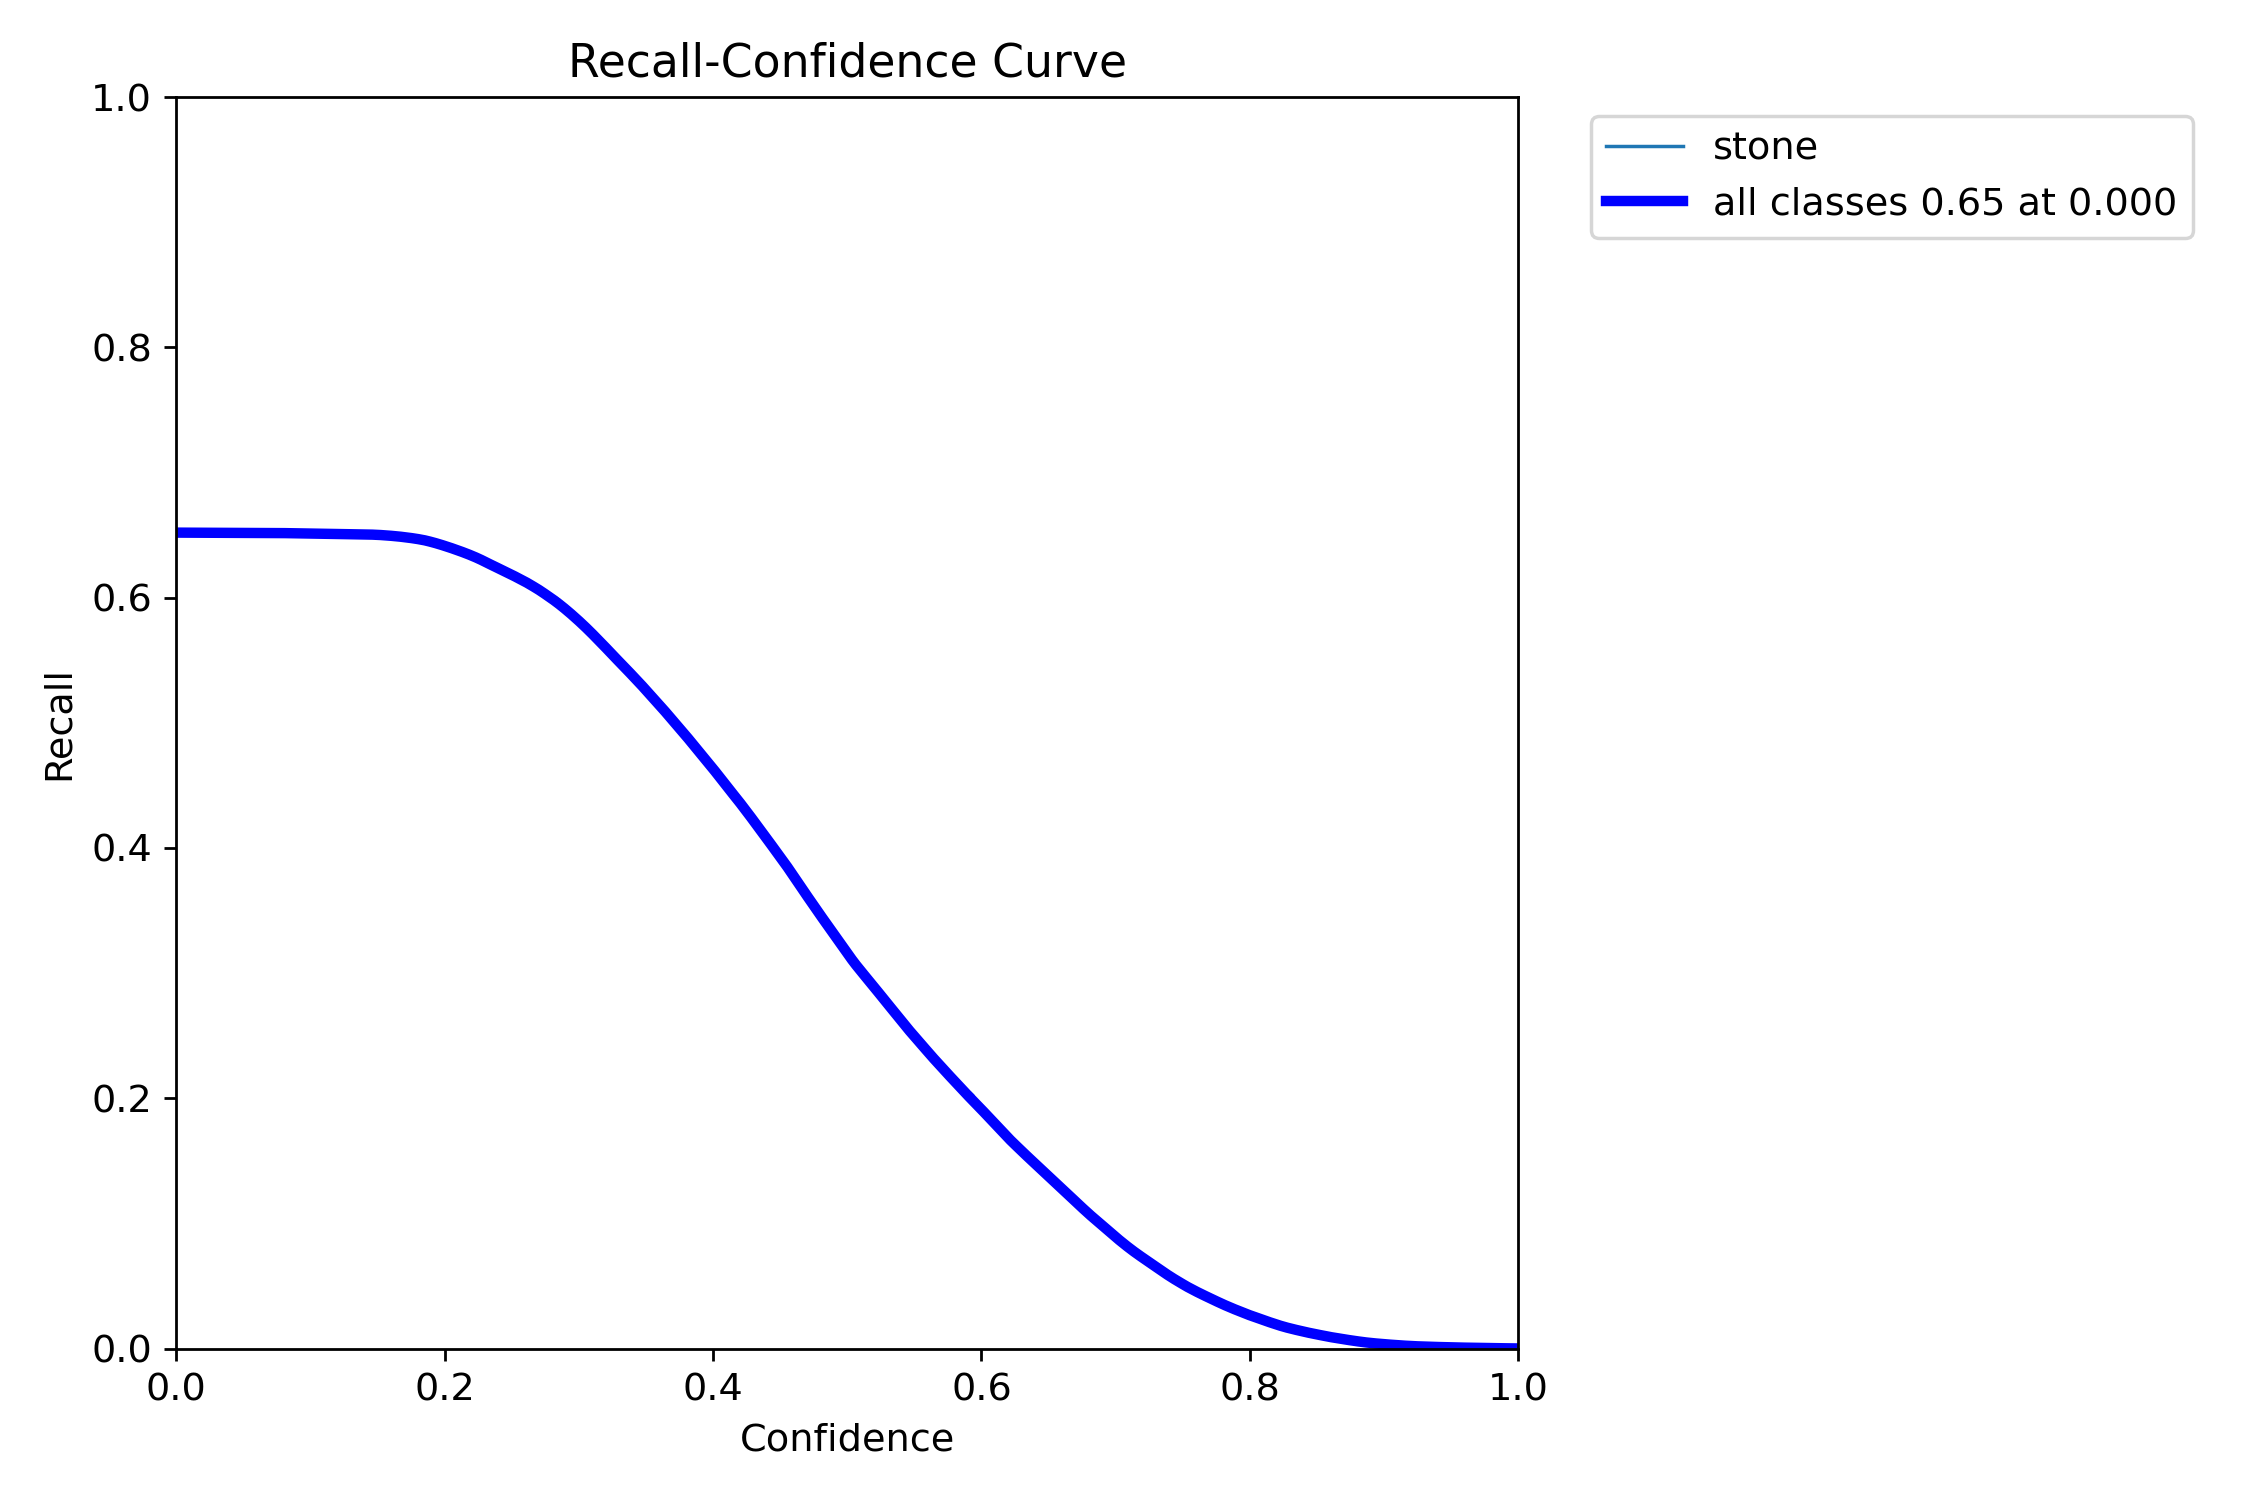 Recall-Confidence Curve
stone
all classes 0.65 at 0.000
1.0
0.8
0.6
0.4
0.2
0.0
Recall
0.0 0.2 0.4 0.6 0.8 1.0
Confidence